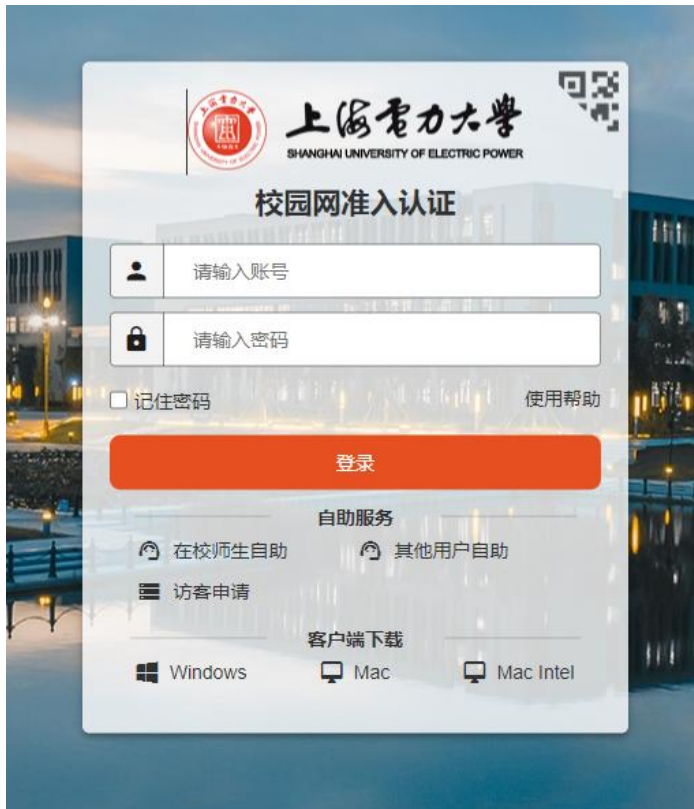 上海電力大學
SHANGHAI UNIVERSITY OF ELECTRIC POWER
校园网准入认证
请输入账号
请输入密码
记住密码 使用帮助
登录
自助服务
在校师生自助 其他用户自助
访客申请
客户端下载
Windows Mac Mac Intel